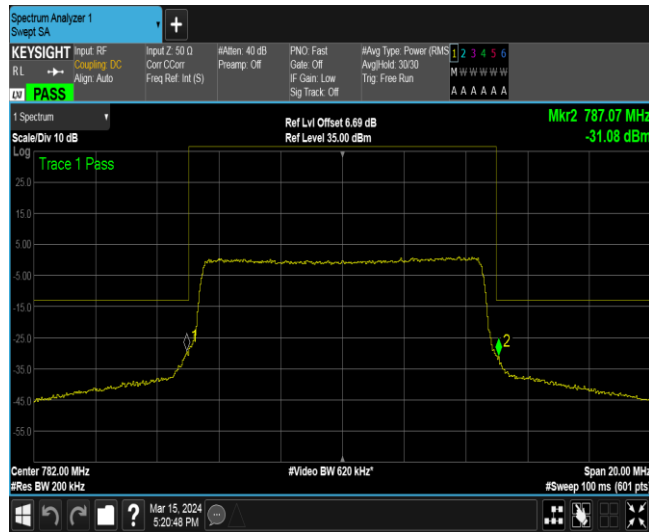 Spectrum Analyzer 1
Swept SA
+
KEYSIGHT
RL
LXI PASS
Input: RF
Coupling: DC
Align: Auto
Input Z: 50 Ω
Corr CCorr
Freq Ref: Int (S)
#Atten: 40 dB
Preamp: Off
PNO: Fast
Gate: Off
IF Gain: Low
Sig Track: Off
#Avg Type: Power (RMS
Avg|Hold: 30/30
Trig: Free Run
1 2 3 4 5 6
M W W W W W
A A A A A A
1 Spectrum
Scale/Div 10 dB
Ref Lvl Offset 6.69 dB
Ref Level 35.00 dBm
Mkr2 787.07 MHz
-31.08 dBm
Log
Trace 1 Pass
25.0
15.0
5.00
-5.00
-15.0
-25.0
-35.0
-45.0
-55.0
1
2
Center 782.00 MHz
#Res BW 200 kHz
#Video BW 620 kHz*
Span 20.00 MHz
#Sweep 100 ms (601 pts)
?
Mar 15, 2024
5:20:48 PM